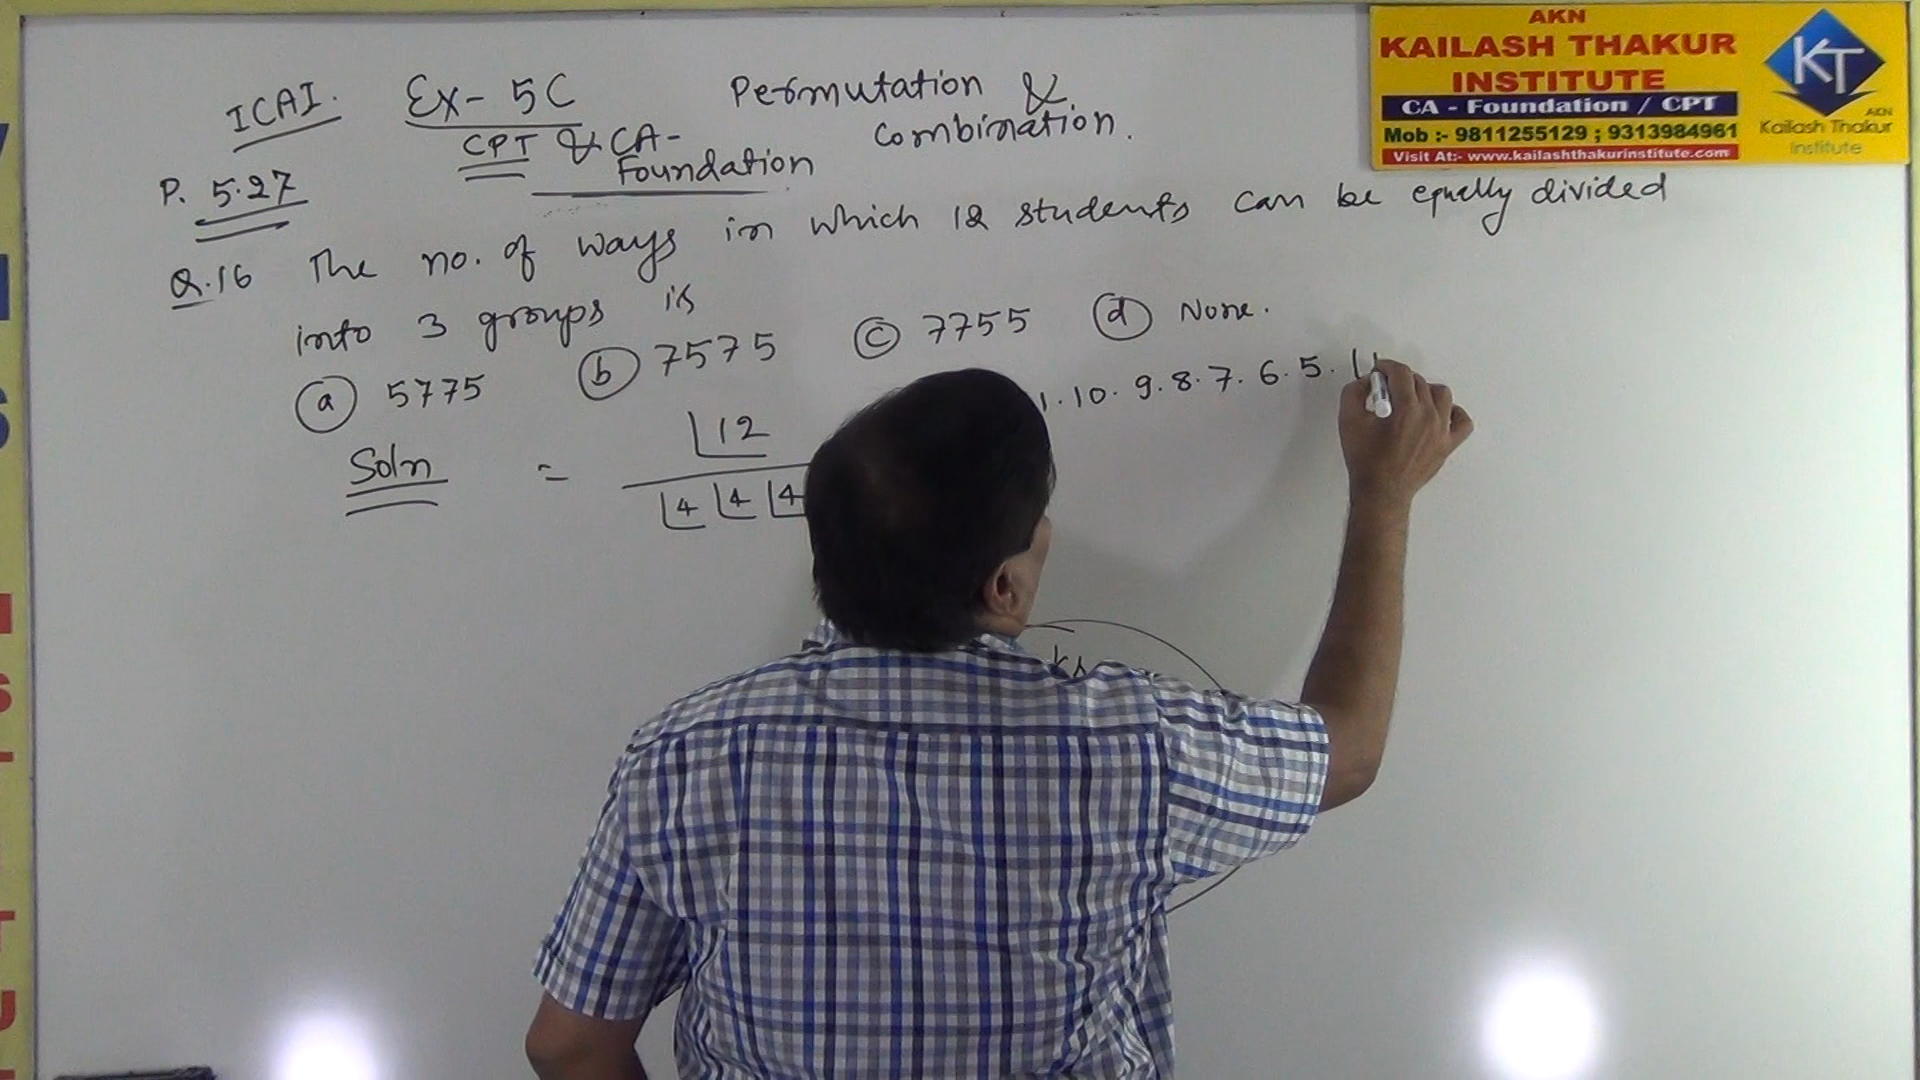 AKN
KAILASH THAKUR
INSTITUTE
CA - Foundation / CPT
Mob :- 9811255129 ; 9313984961
Visit At:- www.kailashthakurinstitute.com
KT
AKN
Kailash Thakur
Institute
ICAI. Ex- 5C Permutation &
CPT & CA- Combination.
Foundation
P. 5.27
Q.16 The no. of ways in which 12 students can be equally divided
into 3 groups is
(a) 5775 (b) 7575 (c) 7755 (d) None.
1.10.9.8.7.6.5.
Soln = |12
|4 |4 |4